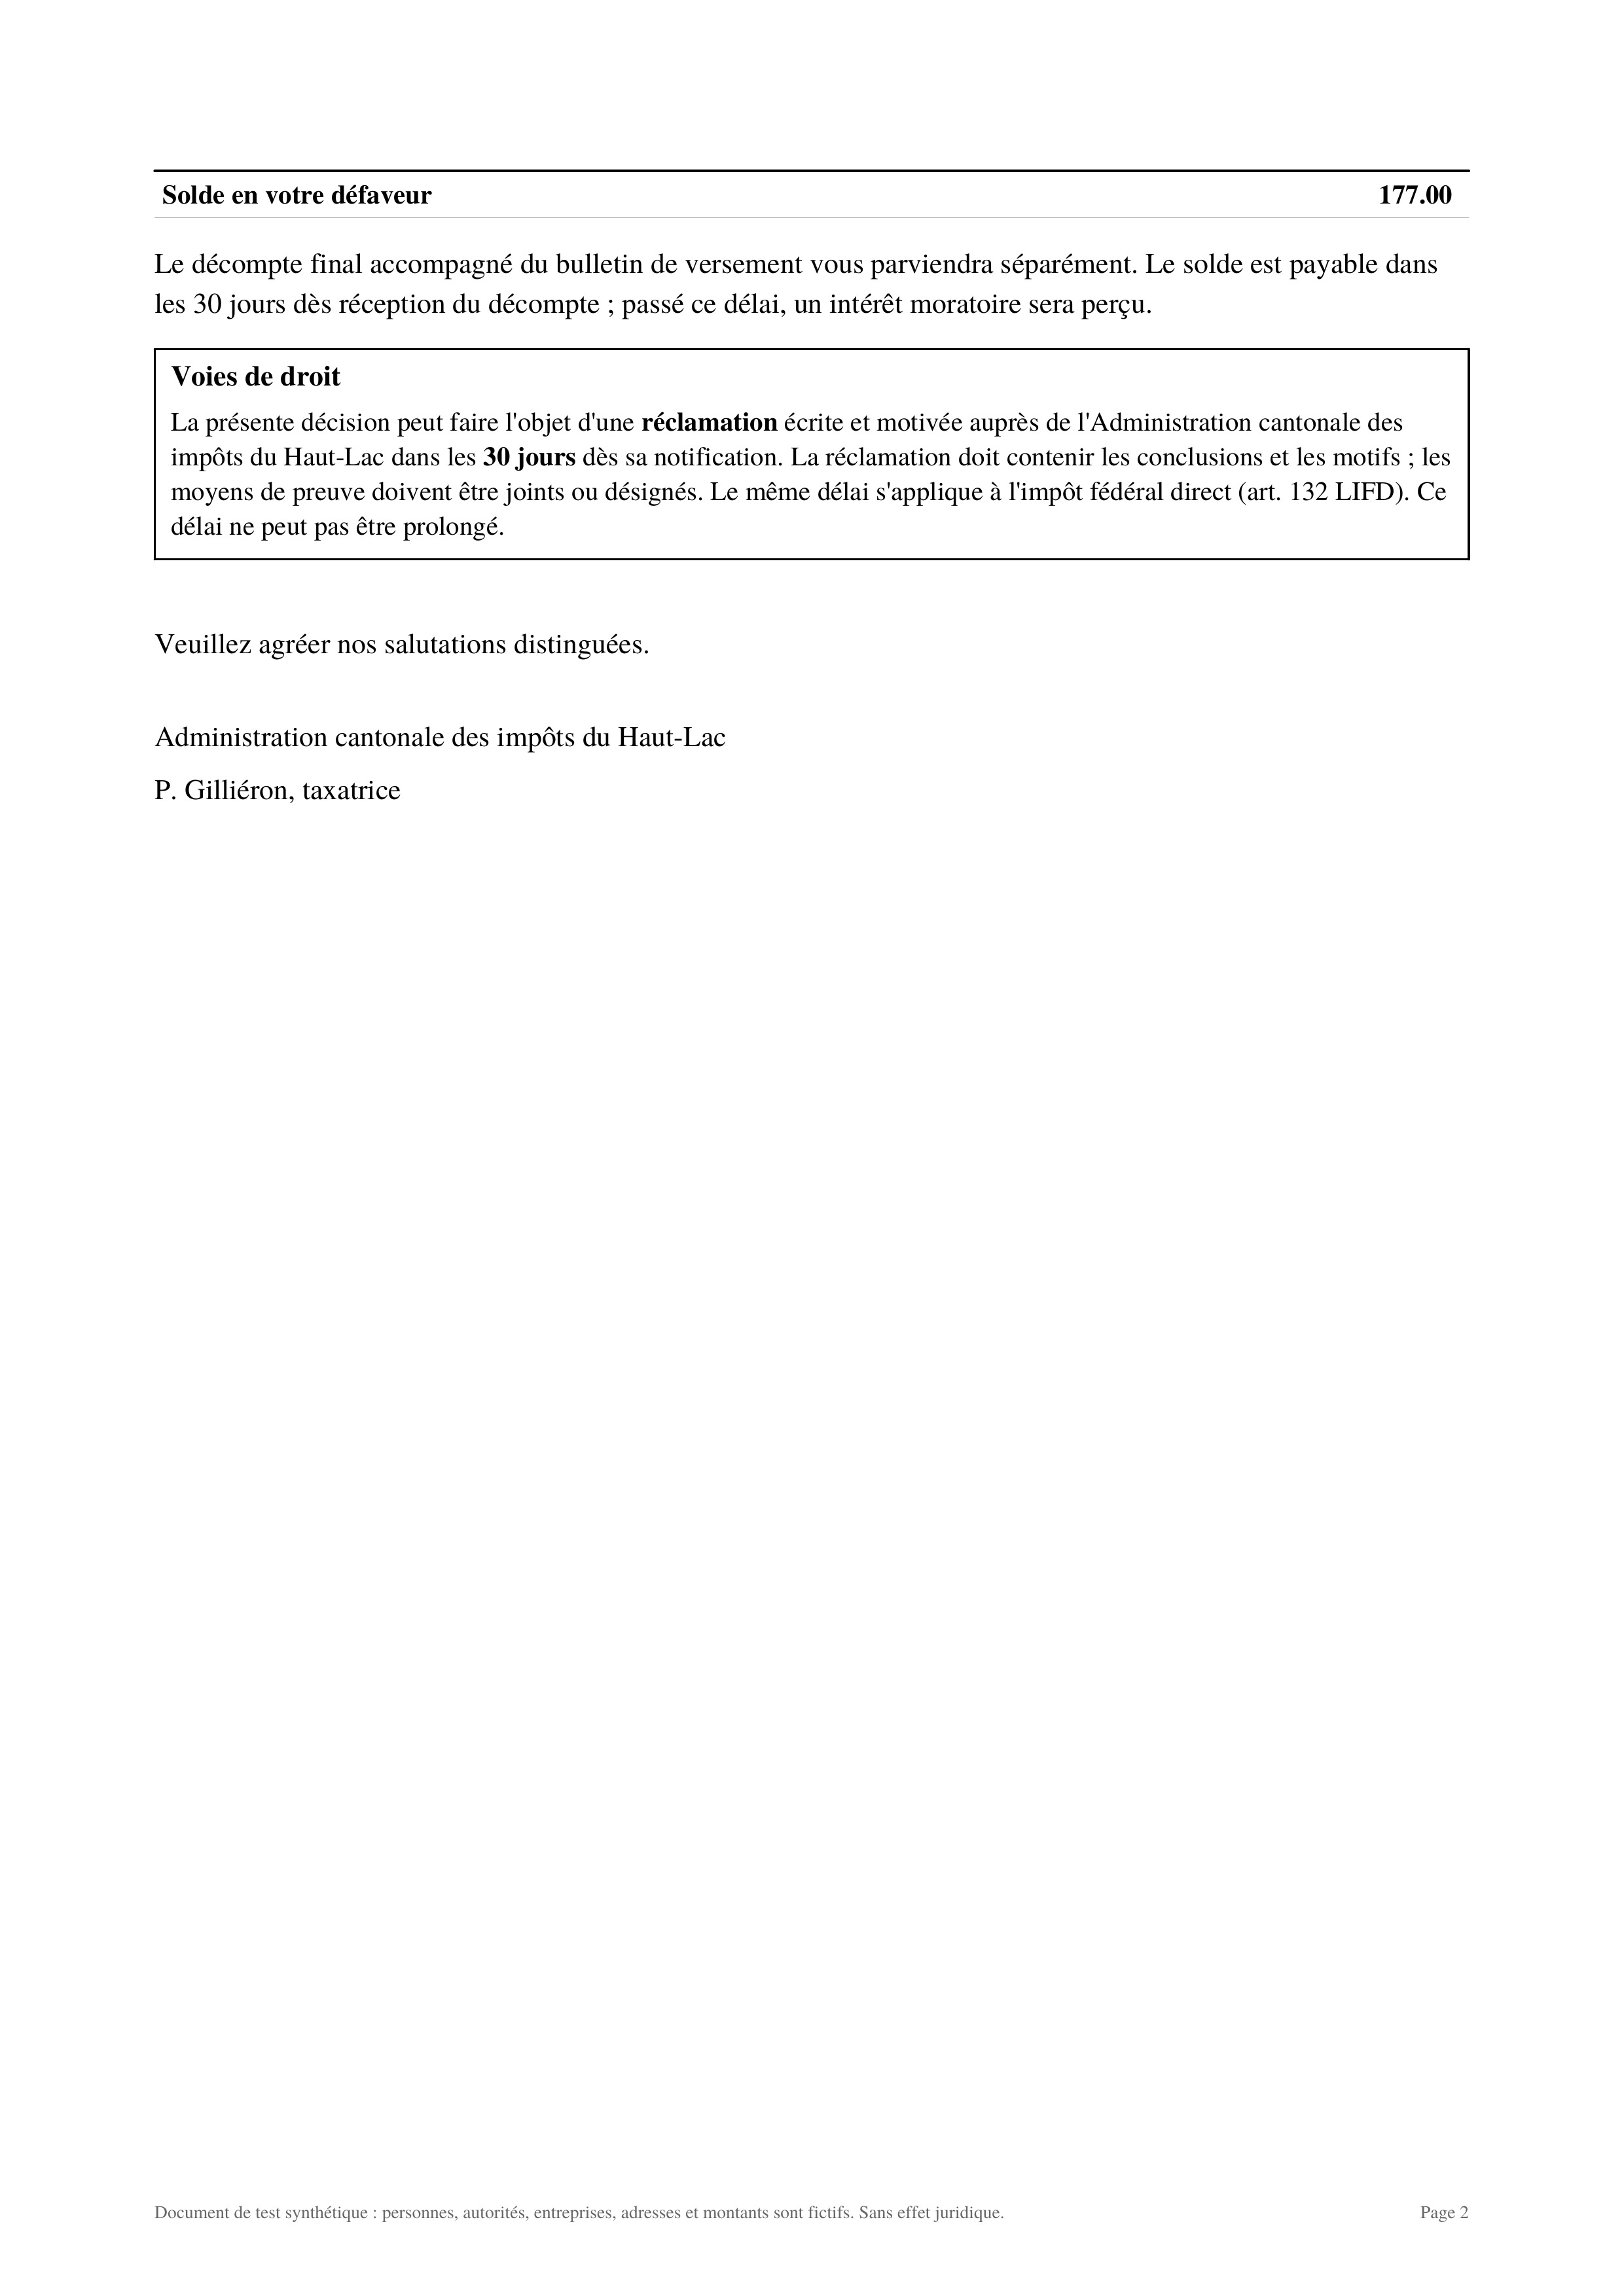 Solde en votre défaveur 177.00
Le décompte final accompagné du bulletin de versement vous parviendra séparément. Le solde est payable dans
les 30 jours dès réception du décompte ; passé ce délai, un intérêt moratoire sera perçu.
Voies de droit
La présente décision peut faire l'objet d'une réclamation écrite et motivée auprès de l'Administration cantonale des
impôts du Haut-Lac dans les 30 jours dès sa notification. La réclamation doit contenir les conclusions et les motifs ; les
moyens de preuve doivent être joints ou désignés. Le même délai s'applique à l'impôt fédéral direct (art. 132 LIFD). Ce
délai ne peut pas être prolongé.
Veuillez agréer nos salutations distinguées.
Administration cantonale des impôts du Haut-Lac
P. Gilliéron, taxatrice
Document de test synthétique : personnes, autorités, entreprises, adresses et montants sont fictifs. Sans effet juridique. Page 2